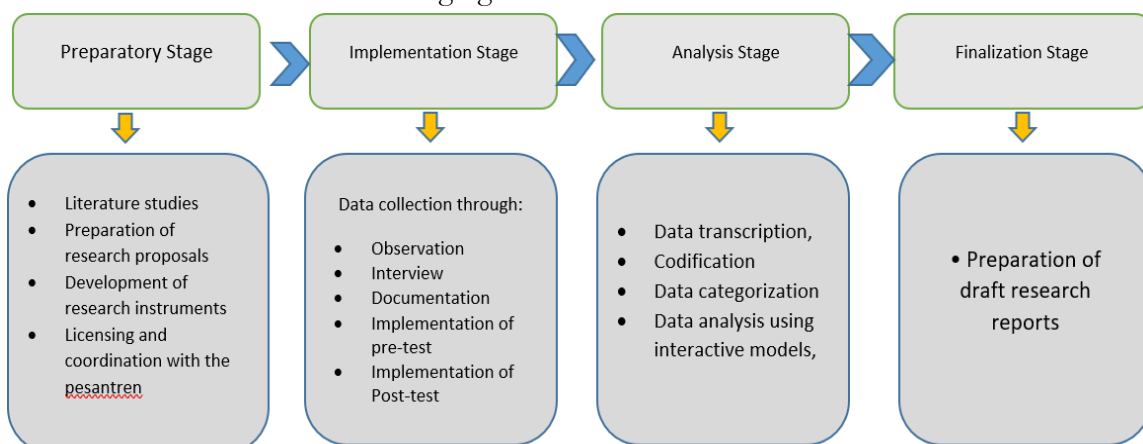 Preparatory Stage
Implementation Stage
Analysis Stage
Finalization Stage
• Literature studies
• Preparation of
research proposals
• Development of
research instruments
• Licensing and
coordination with the
pesantren
Data collection through:
• Observation
• Interview
• Documentation
• Implementation of
pre-test
• Implementation of
Post-test
• Data transcription,
• Codification
• Data categorization
• Data analysis using
interactive models,
• Preparation of
draft research
reports